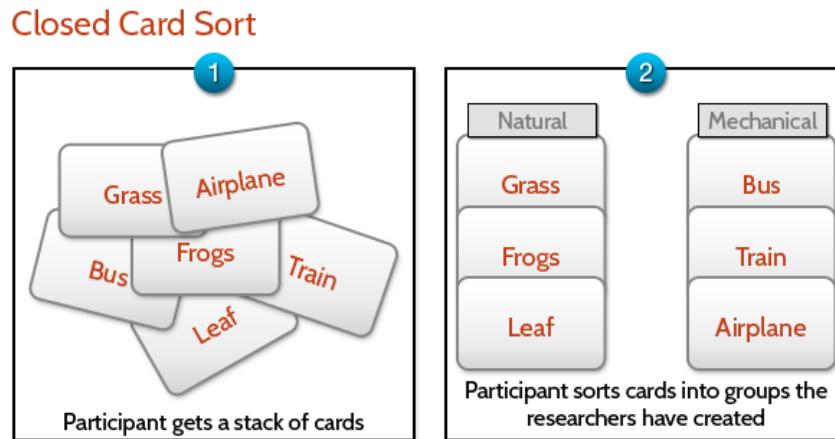 Closed Card Sort
1
Grass
Airplane
Bus
Frogs
Train
Leaf
Participant gets a stack of cards
2
Natural
Grass
Frogs
Leaf
Mechanical
Bus
Train
Airplane
Participant sorts cards into groups the
researchers have created